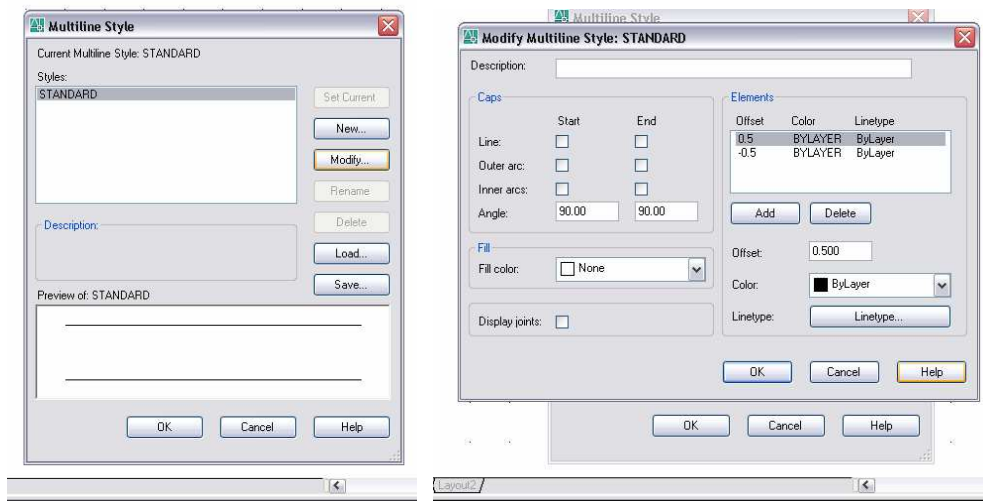 Multiline Style
Current Multiline Style: STANDARD
Styles:
STANDARD
Set Current
New...
Modify...
Rename
Delete
Load...
Save...
Description:
Preview of: STANDARD
OK Cancel Help
Multiline Style
Modify Multiline Style: STANDARD
Description:
Caps
Start End
Line:
Outer arc:
Inner arcs:
Angle: 90.00 90.00
Fill
Fill color: None
Display joints:
Elements
Offset Color Linetype
0.5 BYLAYER ByLayer
-0.5 BYLAYER ByLayer
Add Delete
Offset: 0.500
Color: ByLayer
Linetype: Linetype...
OK Cancel Help
OK Cancel Help
Layout2